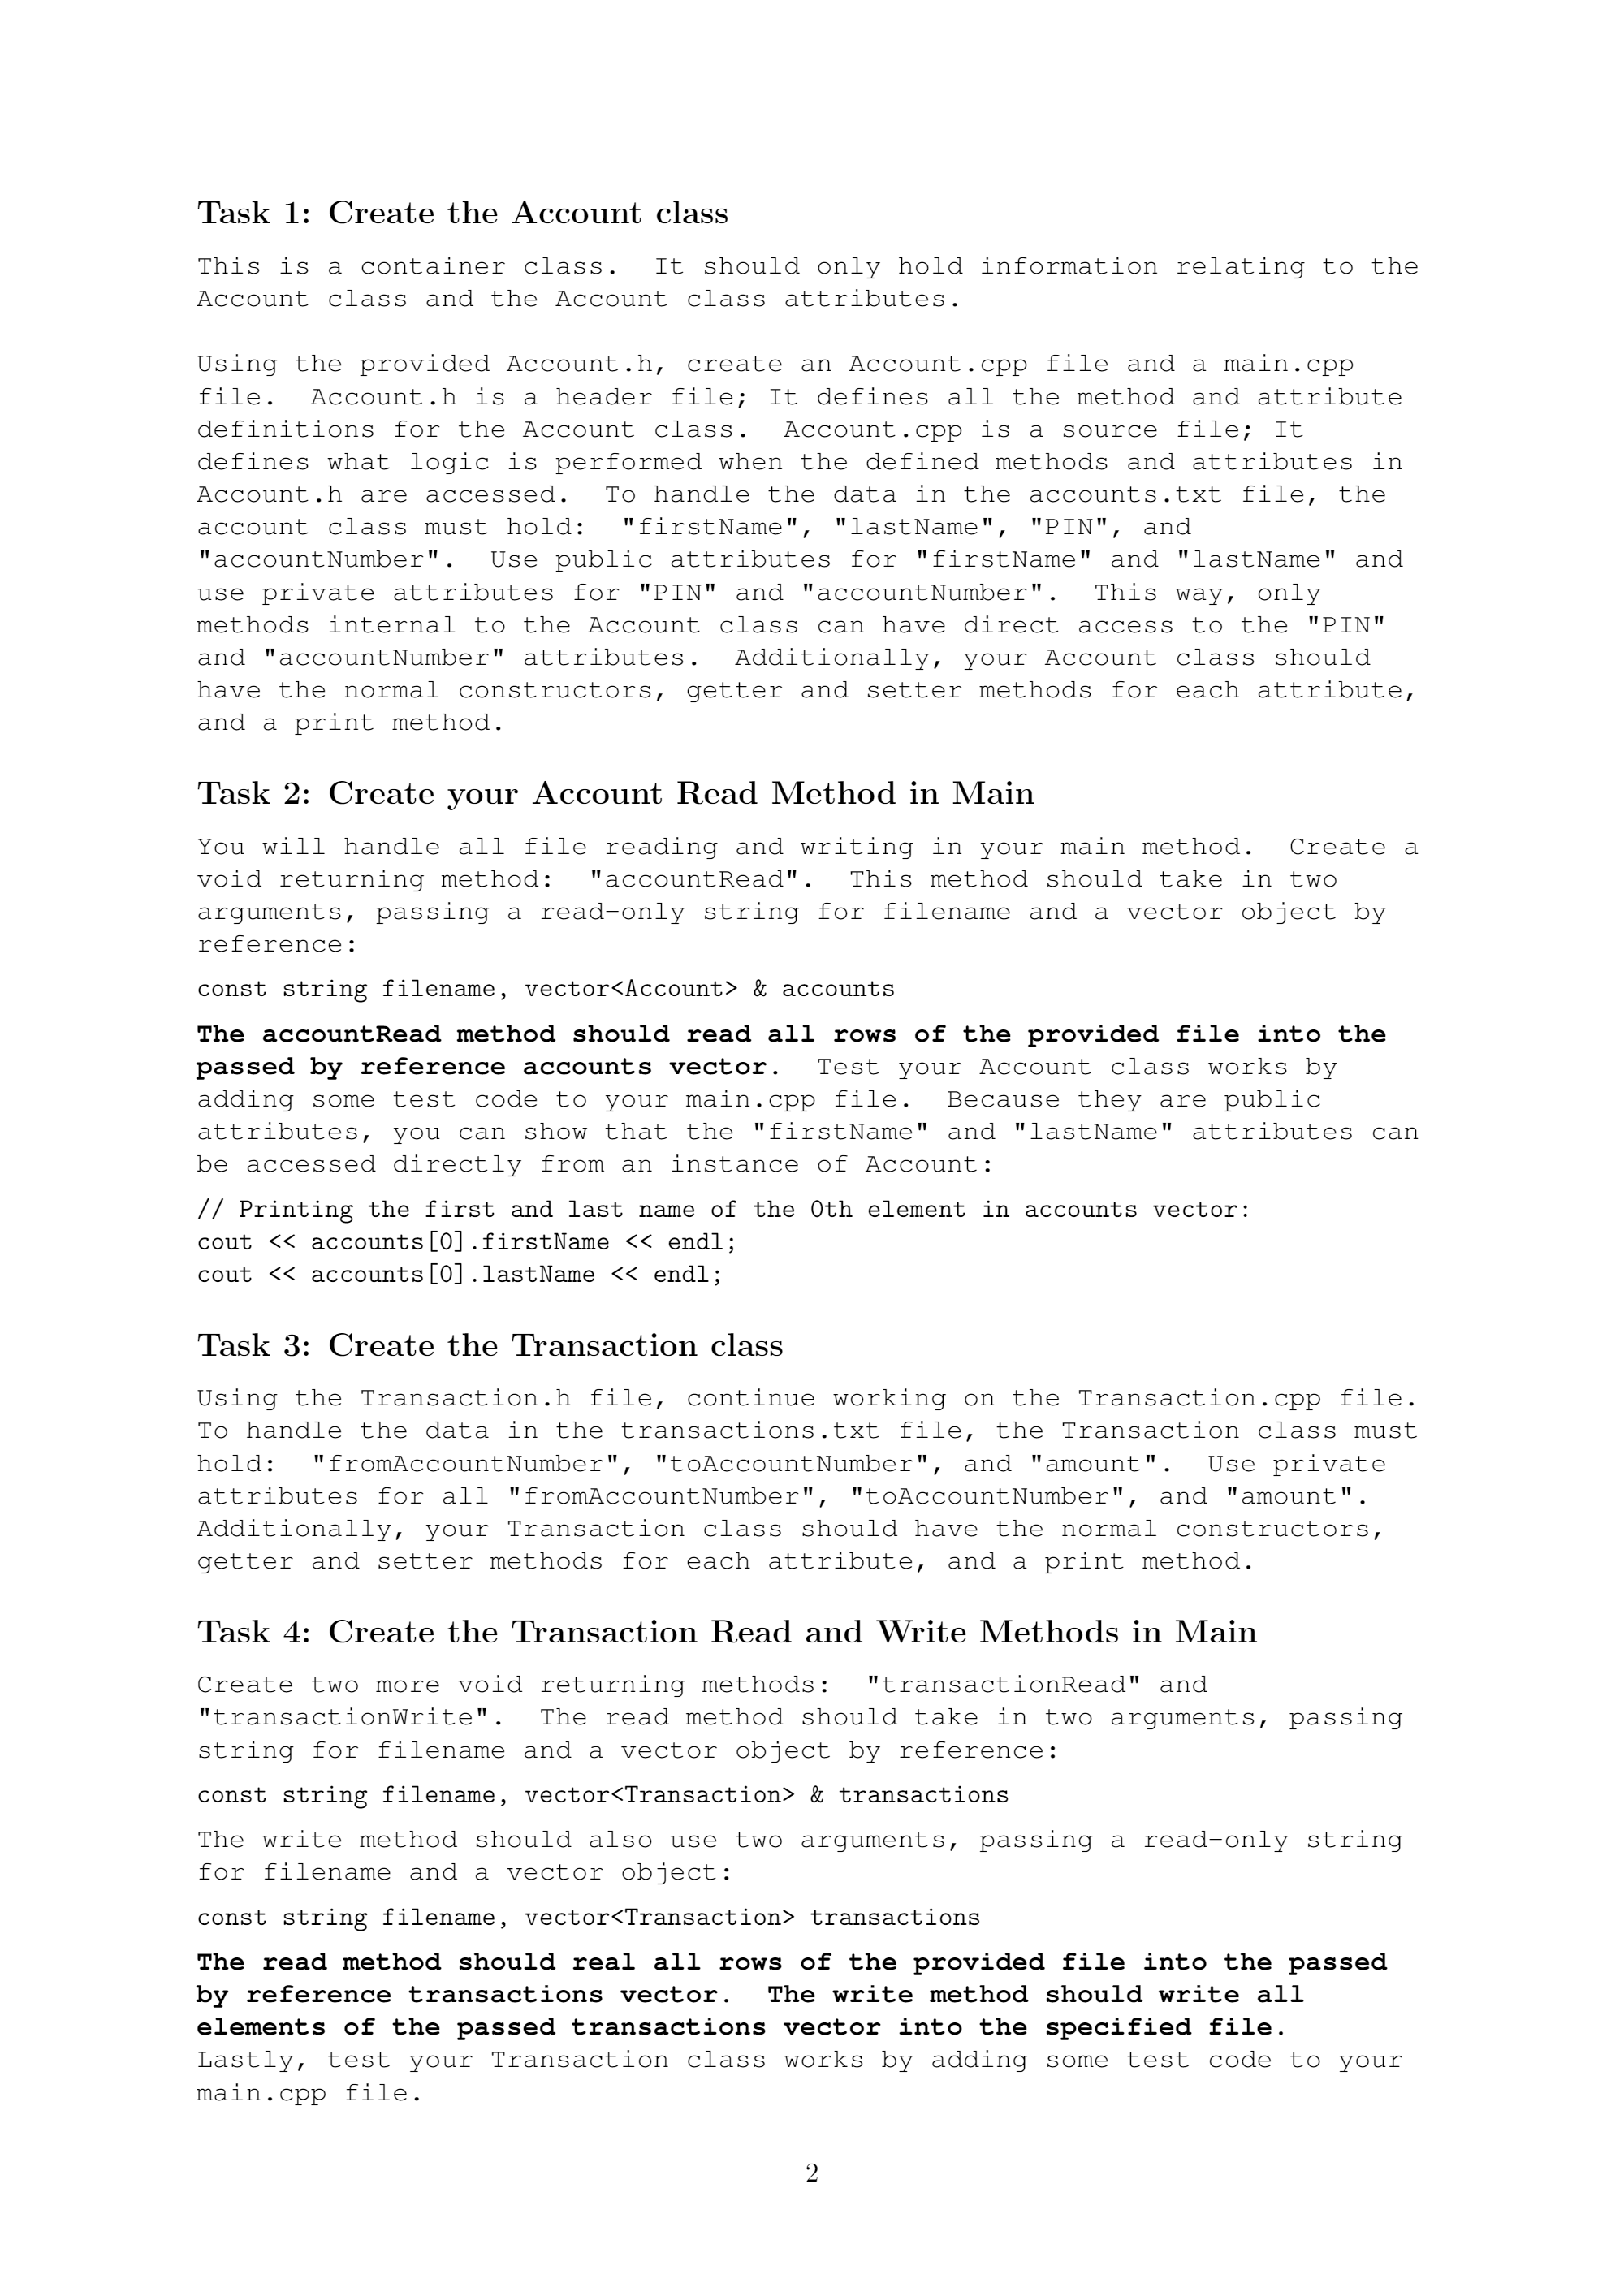 Task 1: Create the Account class
This is a container class. It should only hold information relating to the
Account class and the Account class attributes.
Using the provided Account.h, create an Account.cpp file and a main.cpp
file. Account.h is a header file; It defines all the method and attribute
definitions for the Account class. Account.cpp is a source file; It
defines what logic is performed when the defined methods and attributes in
Account.h are accessed. To handle the data in the accounts.txt file, the
account class must hold: "firstName", "lastName", "PIN", and
"accountNumber". Use public attributes for "firstName" and "lastName" and
use private attributes for "PIN" and "accountNumber". This way, only
methods internal to the Account class can have direct access to the "PIN"
and "accountNumber" attributes. Additionally, your Account class should
have the normal constructors, getter and setter methods for each attribute,
and a print method.
Task 2: Create your Account Read Method in Main
You will handle all file reading and writing in your main method. Create a
void returning method: "accountRead". This method should take in two
arguments, passing a read-only string for filename and a vector object by
reference:
const string filename, vector<Account> & accounts
The accountRead method should read all rows of the provided file into the
passed by reference accounts vector. Test your Account class works by
adding some test code to your main.cpp file. Because they are public
attributes, you can show that the "firstName" and "lastName" attributes can
be accessed directly from an instance of Account:
// Printing the first and last name of the 0th element in accounts vector:
cout << accounts[0].firstName << endl;
cout << accounts[0].lastName << endl;
Task 3: Create the Transaction class
Using the Transaction.h file, continue working on the Transaction.cpp file.
To handle the data in the transactions.txt file, the Transaction class must
hold: "fromAccountNumber", "toAccountNumber", and "amount". Use private
attributes for all "fromAccountNumber", "toAccountNumber", and "amount".
Additionally, your Transaction class should have the normal constructors,
getter and setter methods for each attribute, and a print method.
Task 4: Create the Transaction Read and Write Methods in Main
Create two more void returning methods: "transactionRead" and
"transactionWrite". The read method should take in two arguments, passing
string for filename and a vector object by reference:
const string filename, vector<Transaction> & transactions
The write method should also use two arguments, passing a read-only string
for filename and a vector object:
const string filename, vector<Transaction> transactions
The read method should real all rows of the provided file into the passed
by reference transactions vector. The write method should write all
elements of the passed transactions vector into the specified file.
Lastly, test your Transaction class works by adding some test code to your
main.cpp file.
2